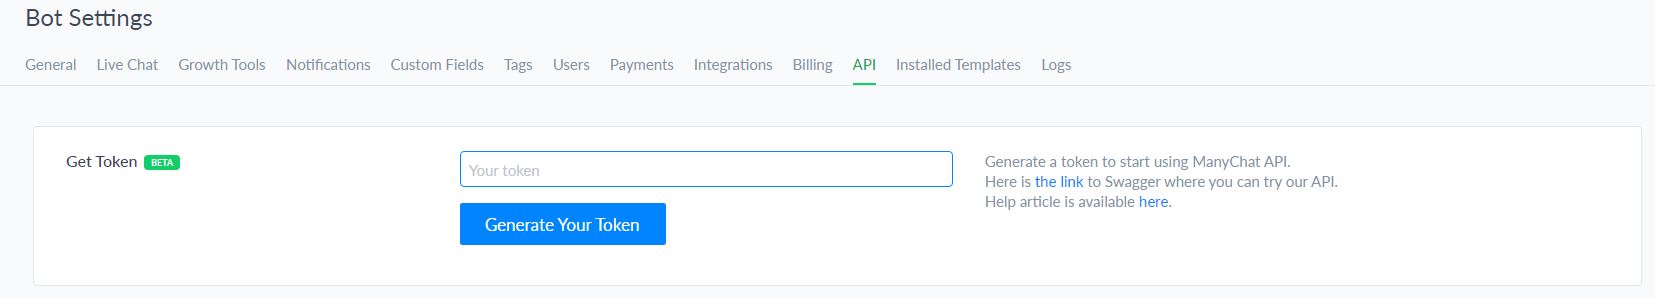 Bot Settings
General Live Chat Growth Tools Notifications Custom Fields Tags Users Payments Integrations Billing API Installed Templates Logs
Get Token BETA
Your token
Generate Your Token
Generate a token to start using ManyChat API.
Here is the link to Swagger where you can try our API.
Help article is available here.